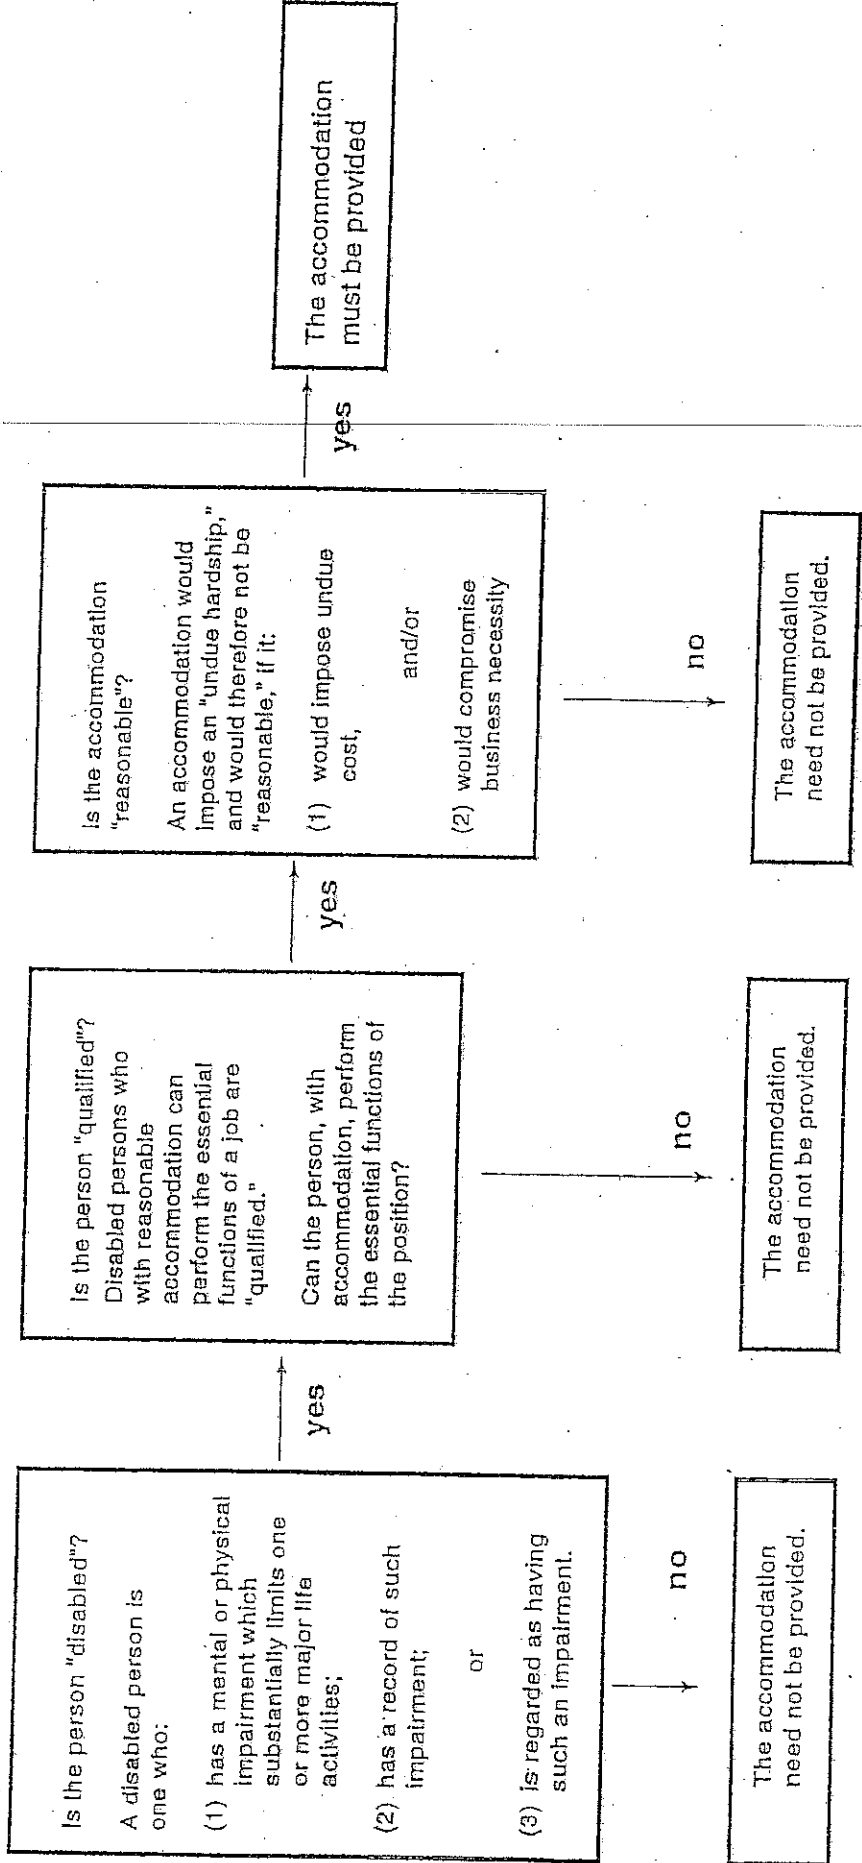 Is the person "disabled"?
A disabled person is
one who:
(1) has a mental or physical
impairment which
substantially limits one
or more major life
activities;
(2) has a record of such
impairment;
or
(3) is regarded as having
such an impairment.
no
The accommodation
need not be provided.
yes
Is the person "qualified"?
Disabled persons who
with reasonable
accommodation can
perform the essential
functions of a job are
"qualified."
Can the person, with
accommodation, perform
the essential functions of
the position?
no
The accommodation
need not be provided.
yes
Is the accommodation
"reasonable"?
An accommodation would
impose an "undue hardship,"
and would therefore not be
"reasonable," if it:
(1) would impose undue
cost,
and/or
(2) would compromise
business necessity
no
The accommodation
need not be provided.
yes
The accommodation
must be provided